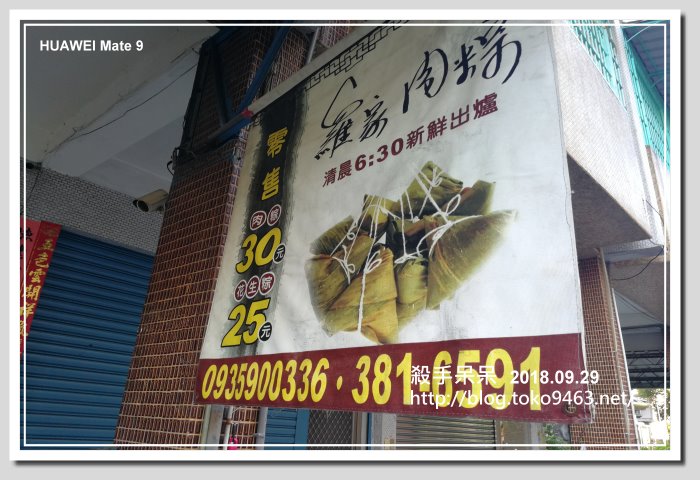 HUAWEI Mate 9
羅家肉粽
清晨6:30新鮮出爐
零售
肉粽
30元
花生粽
25元
0935900336·381-6591
殺手呆呆 2018.09.29
http://blog.toko9463.net/